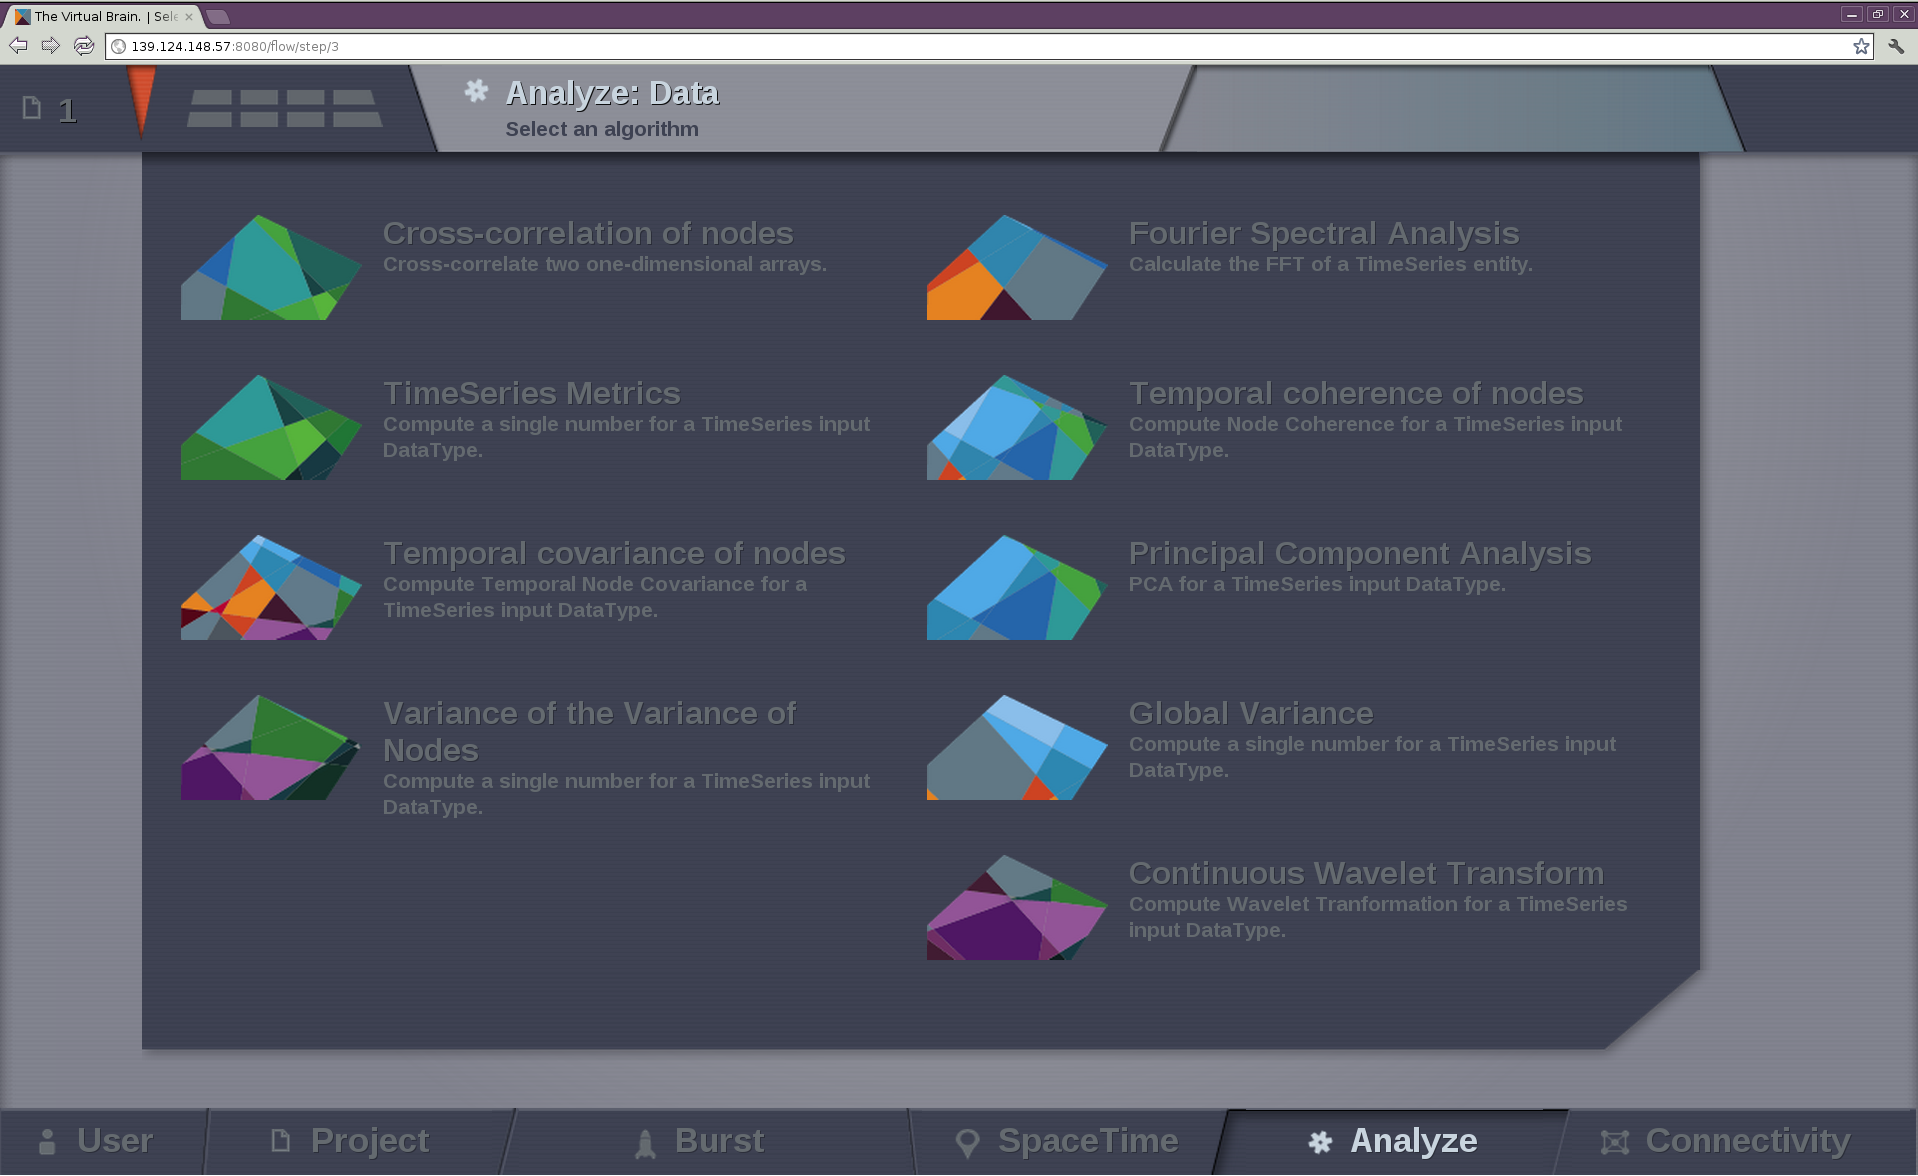 The Virtual Brain. | Sele
139.124.148.57:8080/flow/step/3
1
Analyze: Data
Select an algorithm
Cross-correlation of nodes
Cross-correlate two one-dimensional arrays.
Fourier Spectral Analysis
Calculate the FFT of a TimeSeries entity.
TimeSeries Metrics
Compute a single number for a TimeSeries input
DataType.
Temporal coherence of nodes
Compute Node Coherence for a TimeSeries input
DataType.
Temporal covariance of nodes
Compute Temporal Node Covariance for a
TimeSeries input DataType.
Principal Component Analysis
PCA for a TimeSeries input DataType.
Variance of the Variance of
Nodes
Compute a single number for a TimeSeries input
DataType.
Global Variance
Compute a single number for a TimeSeries input
DataType.
Continuous Wavelet Transform
Compute Wavelet Tranformation for a TimeSeries
input DataType.
User
Project
Burst
SpaceTime
Analyze
Connectivity